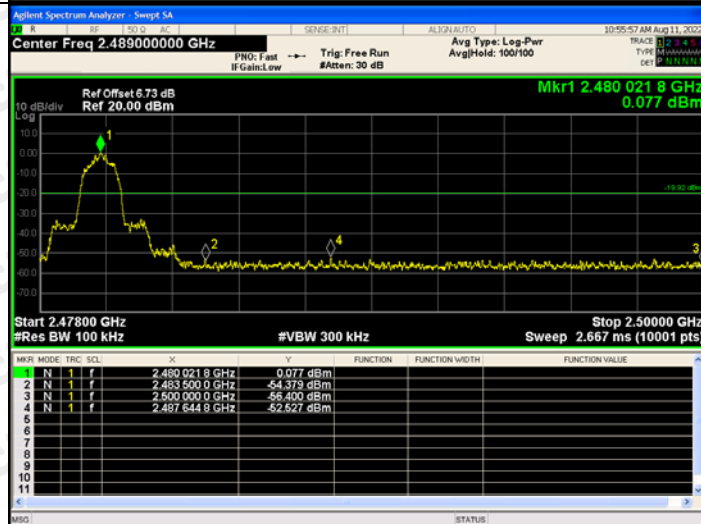 Agilent Spectrum Analyzer - Swept SA
R RF 50 Ω AC SENSE:INT ALIGN AUTO 10:55:57 AM Aug 11, 2022
Center Freq 2.489000000 GHz Avg Type: Log-Pwr TRACE 1 2 3 4 5
PNO: Fast Trig: Free Run Avg|Hold: 100/100 TYPE M
IFGain:Low #Atten: 30 dB DET P N N N N
Mkr1 2.480 021 8 GHz
0.077 dBm
Ref Offset 6.73 dB
10 dB/div Ref 20.00 dBm
Log
10.0
1
0.00
-10.0
-20.0
-19.92 dBm
-30.0
-40.0
2 4 3
-50.0
-60.0
-70.0
Start 2.47800 GHz Stop 2.50000 GHz
#Res BW 100 kHz #VBW 300 kHz Sweep 2.667 ms (10001 pts)
MKR MODE TRC SCL X Y FUNCTION FUNCTION WIDTH FUNCTION VALUE
1 N 1 f 2.480 021 8 GHz 0.077 dBm
2 N 1 f 2.483 500 0 GHz -54.379 dBm
3 N 1 f 2.500 000 0 GHz -56.400 dBm
4 N 1 f 2.487 644 8 GHz -52.527 dBm
5
6
7
8
9
10
11
MSG STATUS